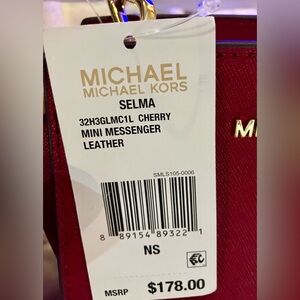 MICHAEL
MICHAEL KORS
SELMA
32H3GLMC1L CHERRY
MINI MESSENGER
LEATHER
SMLS105-0006
8 89154 89322 1
NS
MSRP $178.00
M